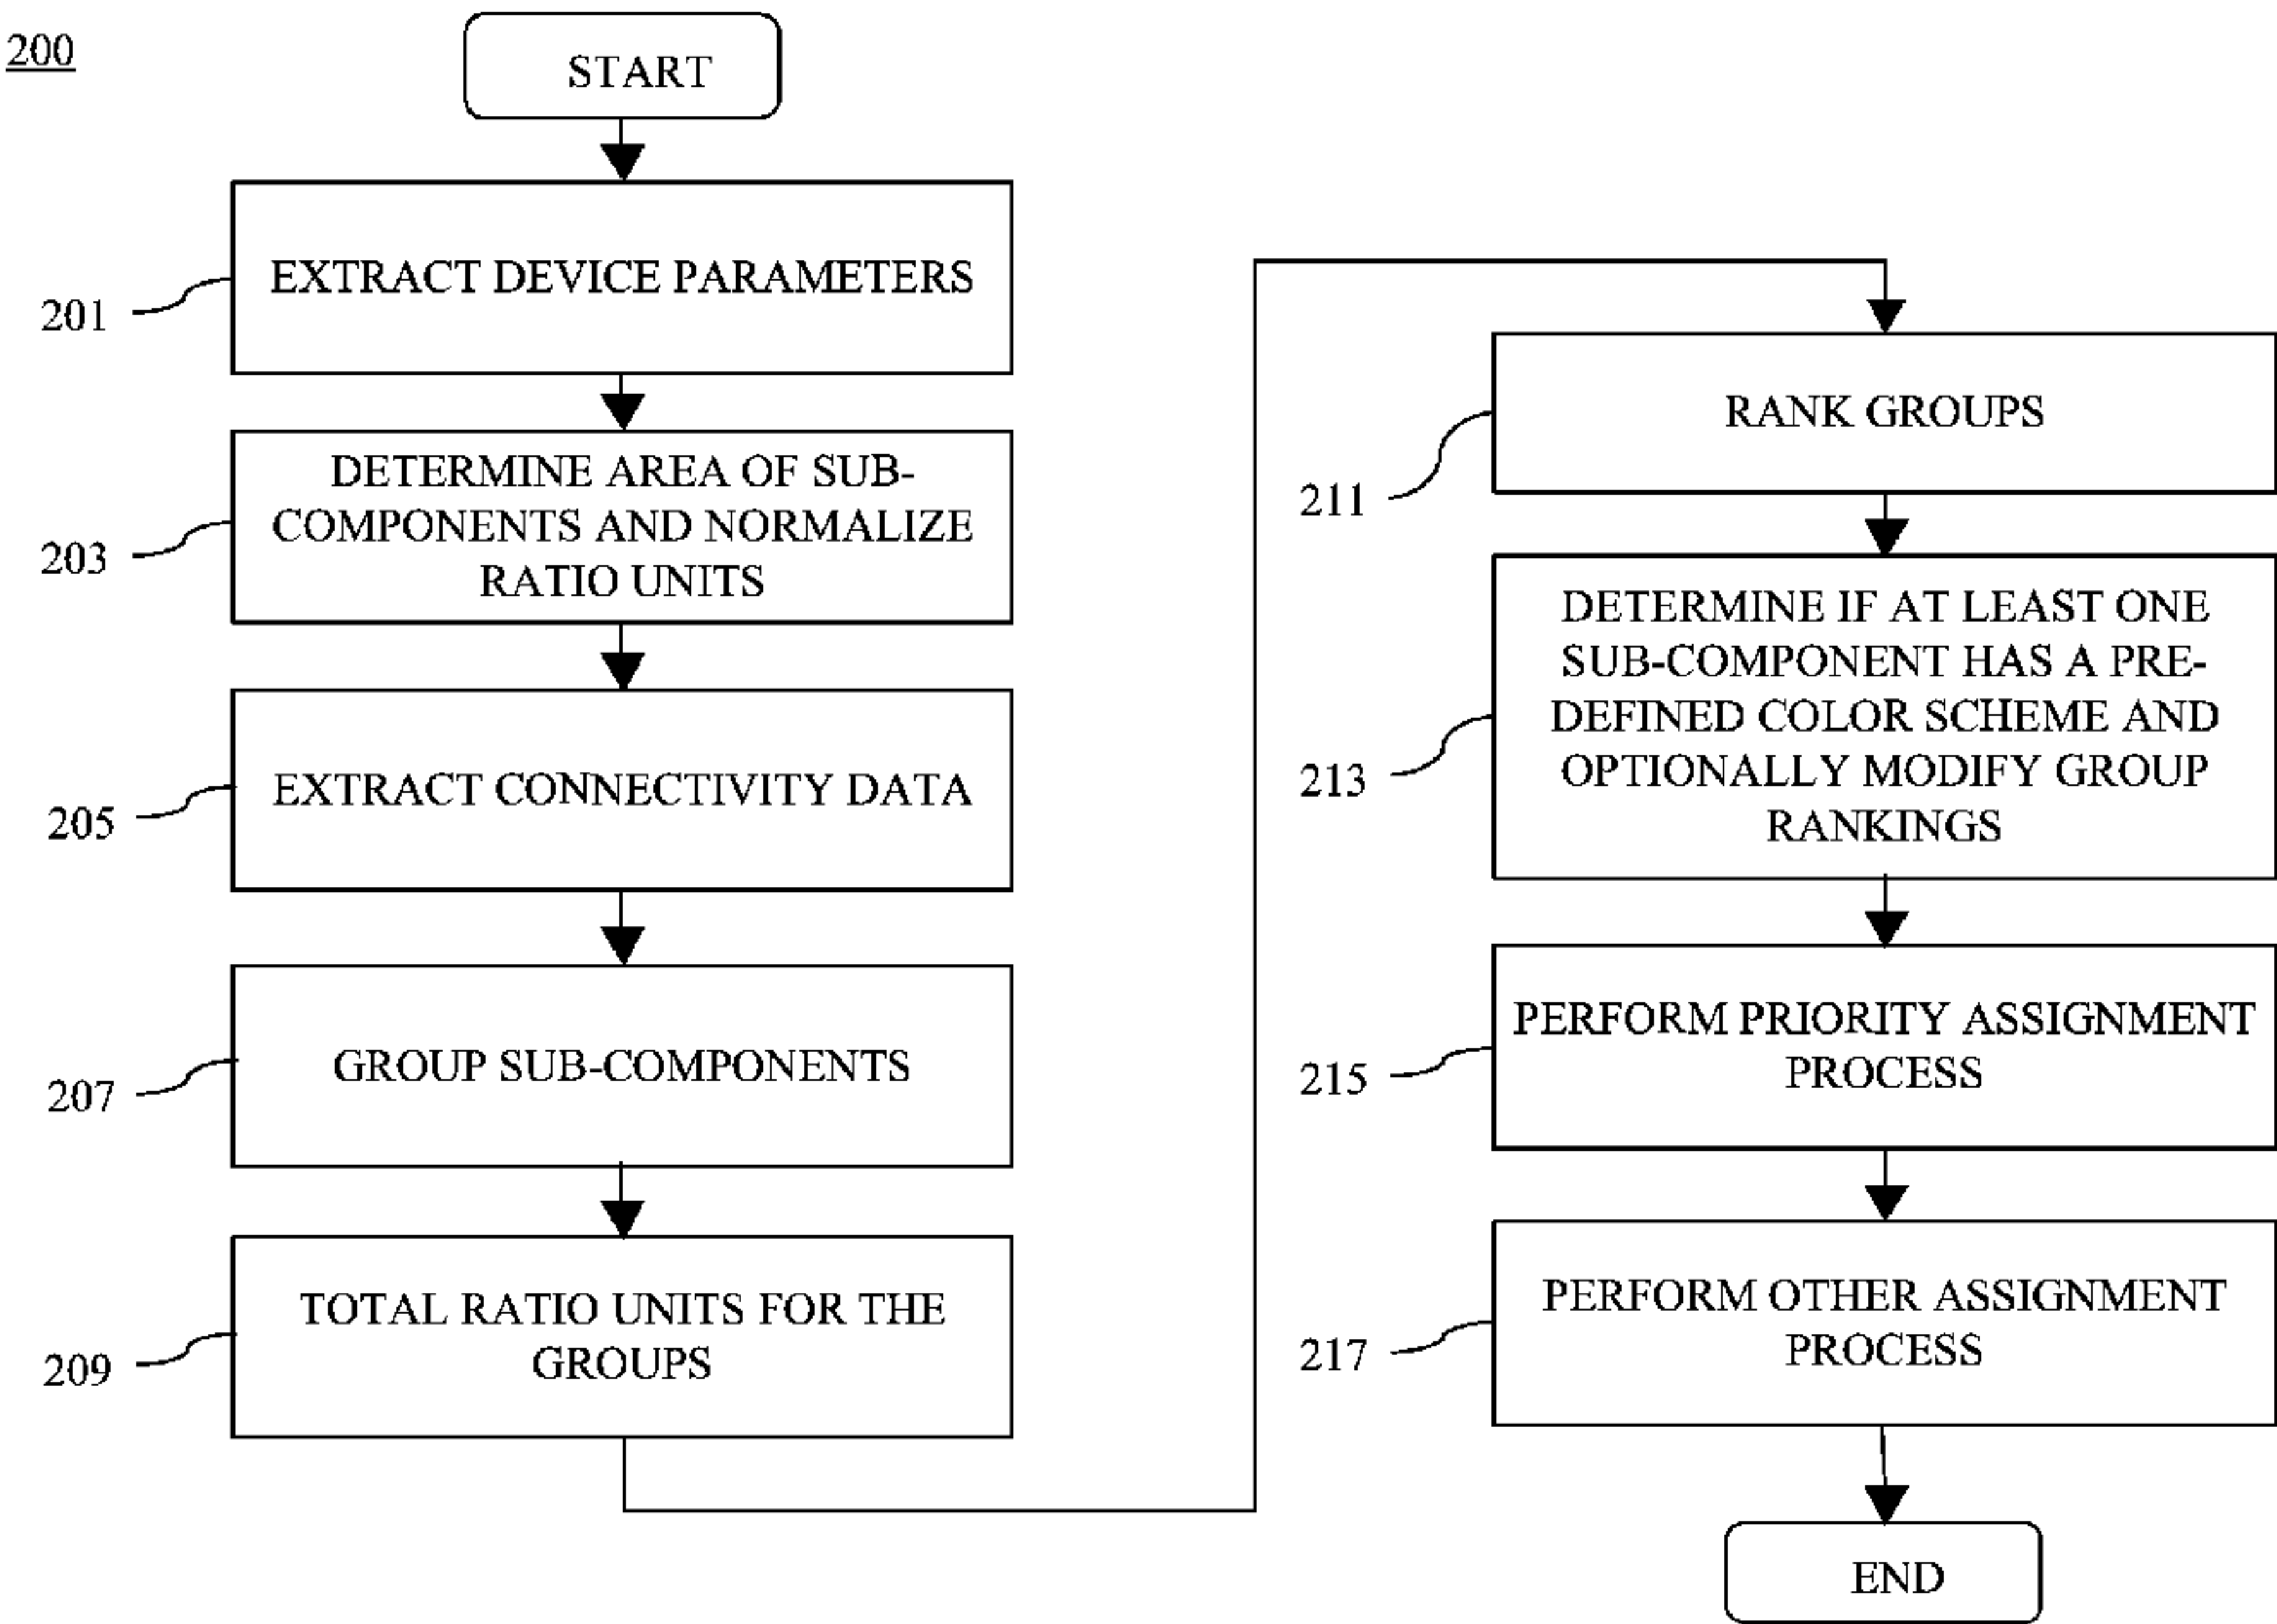 200
START
EXTRACT DEVICE PARAMETERS
201
DETERMINE AREA OF SUB-
COMPONENTS AND NORMALIZE
RATIO UNITS
203
EXTRACT CONNECTIVITY DATA
205
GROUP SUB-COMPONENTS
207
TOTAL RATIO UNITS FOR THE
GROUPS
209
RANK GROUPS
211
DETERMINE IF AT LEAST ONE
SUB-COMPONENT HAS A PRE-
DEFINED COLOR SCHEME AND
OPTIONALLY MODIFY GROUP
RANKINGS
213
PERFORM PRIORITY ASSIGNMENT
PROCESS
215
PERFORM OTHER ASSIGNMENT
PROCESS
217
END